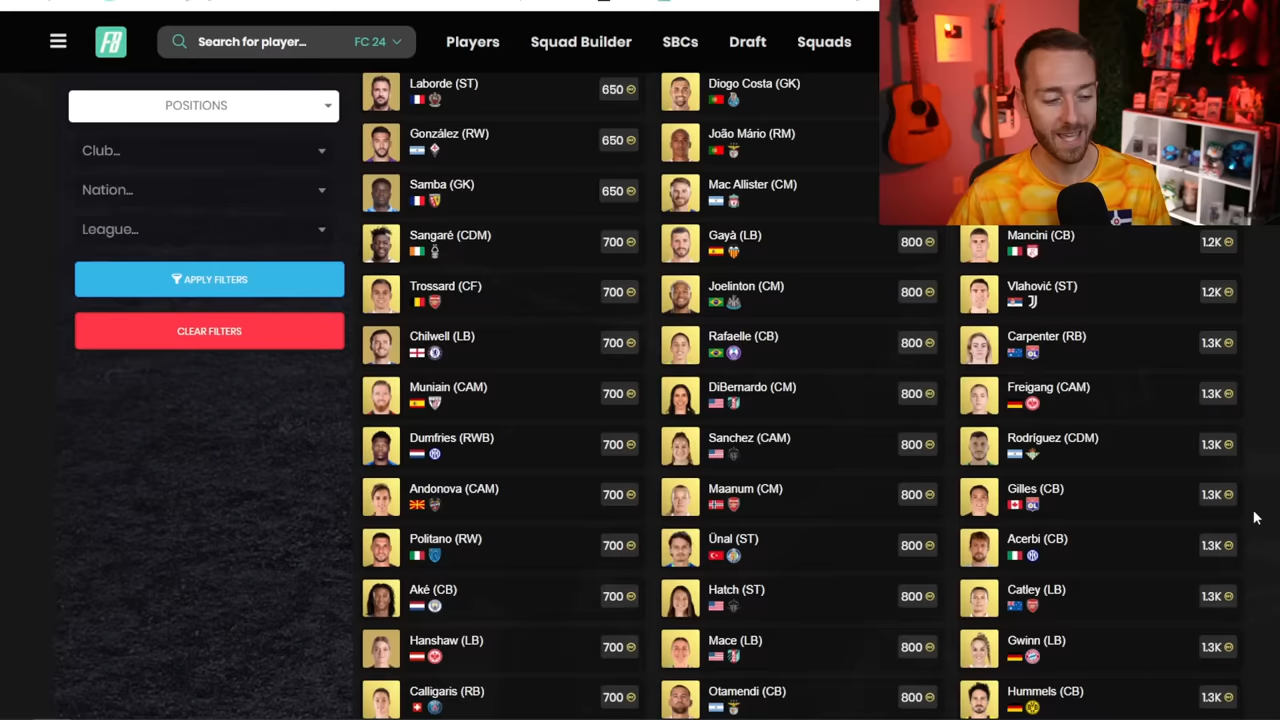 FB
Search for player...
FC 24
Players
Squad Builder
SBCs
Draft
Squads
POSITIONS
Club...
Nation...
League...
APPLY FILTERS
CLEAR FILTERS
Laborde (ST)
650
González (RW)
650
Samba (GK)
650
Sangaré (CDM)
700
Trossard (CF)
700
Chilwell (LB)
700
Muniain (CAM)
700
Dumfries (RWB)
700
Andonova (CAM)
700
Politano (RW)
700
Aké (CB)
700
Hanshaw (LB)
700
Calligaris (RB)
700
Diogo Costa (GK)
João Mário (RM)
Mac Allister (CM)
Gayà (LB)
800
Joelinton (CM)
800
Rafaelle (CB)
800
DiBernardo (CM)
800
Sanchez (CAM)
800
Maanum (CM)
800
Ünal (ST)
800
Hatch (ST)
800
Mace (LB)
800
Otamendi (CB)
800
Mancini (CB)
1.2K
Vlahović (ST)
1.2K
Carpenter (RB)
1.3K
Freigang (CAM)
1.3K
Rodríguez (CDM)
1.3K
Gilles (CB)
1.3K
Acerbi (CB)
1.3K
Catley (LB)
1.3K
Gwinn (LB)
1.3K
Hummels (CB)
1.3K